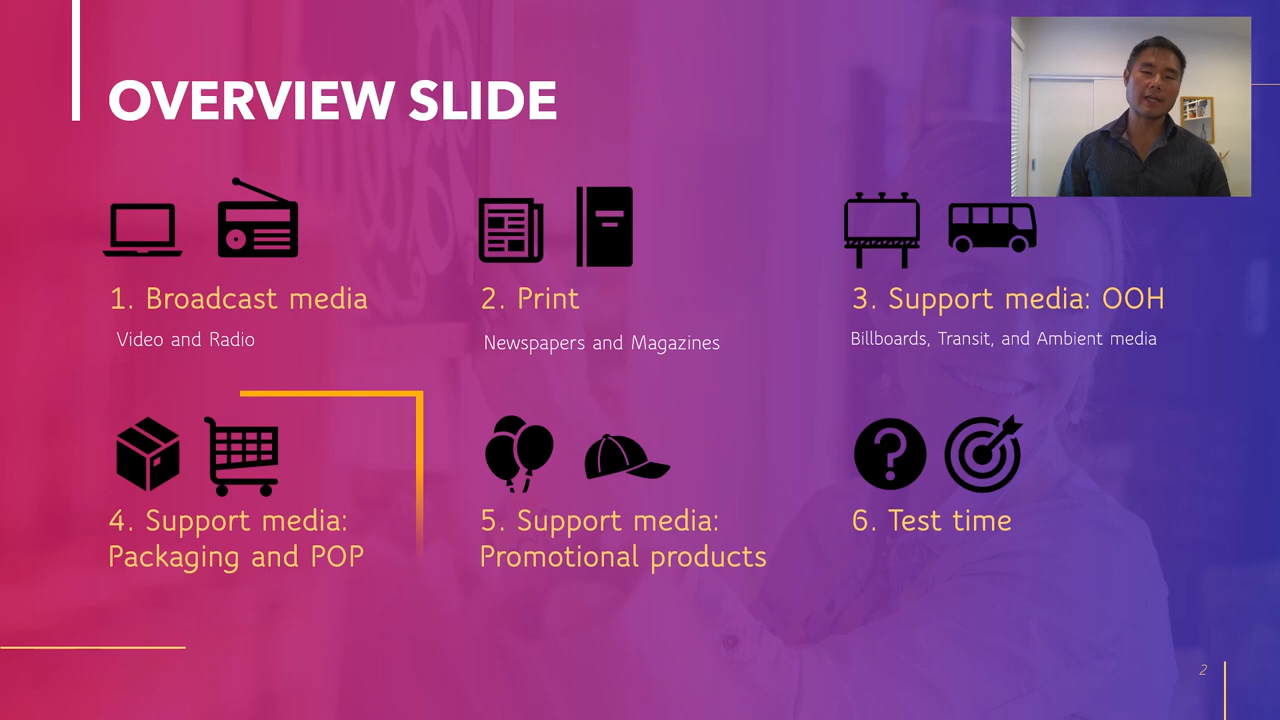 OVERVIEW SLIDE
1. Broadcast media
Video and Radio
2. Print
Newspapers and Magazines
3. Support media: OOH
Billboards, Transit, and Ambient media
4. Support media:
Packaging and POP
5. Support media:
Promotional products
6. Test time
2